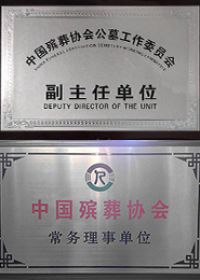 中国殡葬协会公墓工作委员会
副主任单位
DEPUTY DIRECTOR OF THE UNIT
中国殡葬协会
常务理事单位